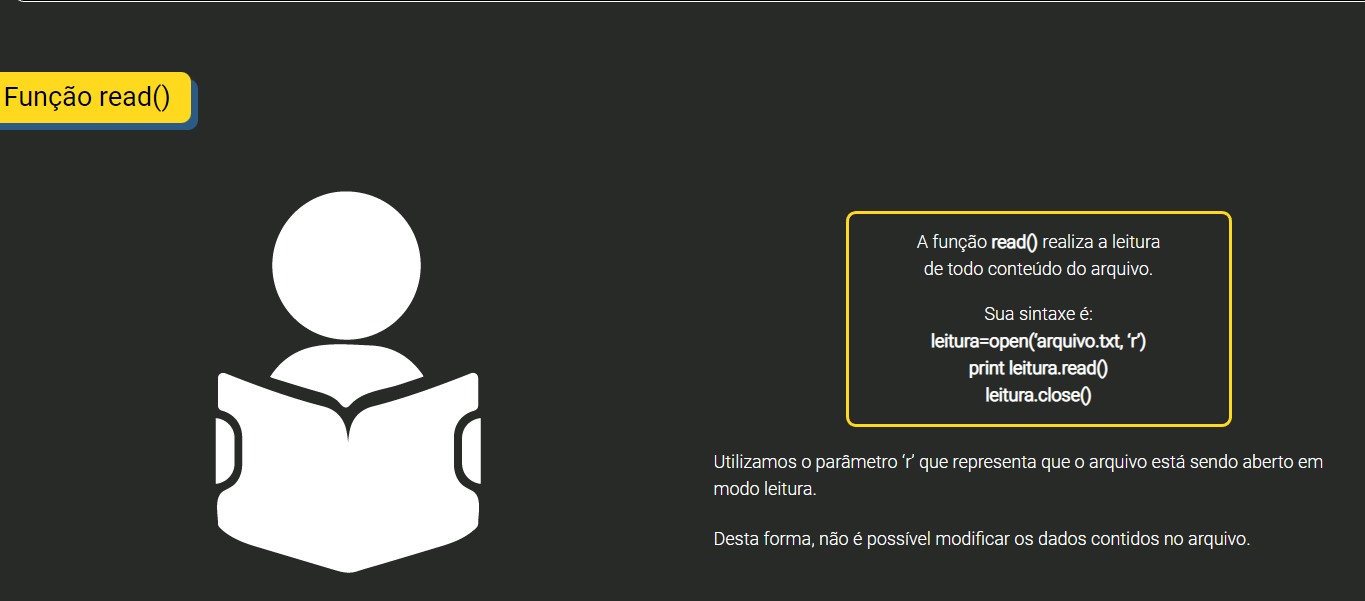 Função read()
A função read() realiza a leitura
de todo conteúdo do arquivo.
Sua sintaxe é:
leitura=open(‘arquivo.txt, ‘r’)
print leitura.read()
leitura.close()
Utilizamos o parâmetro ‘r’ que representa que o arquivo está sendo aberto em
modo leitura.
Desta forma, não é possível modificar os dados contidos no arquivo.